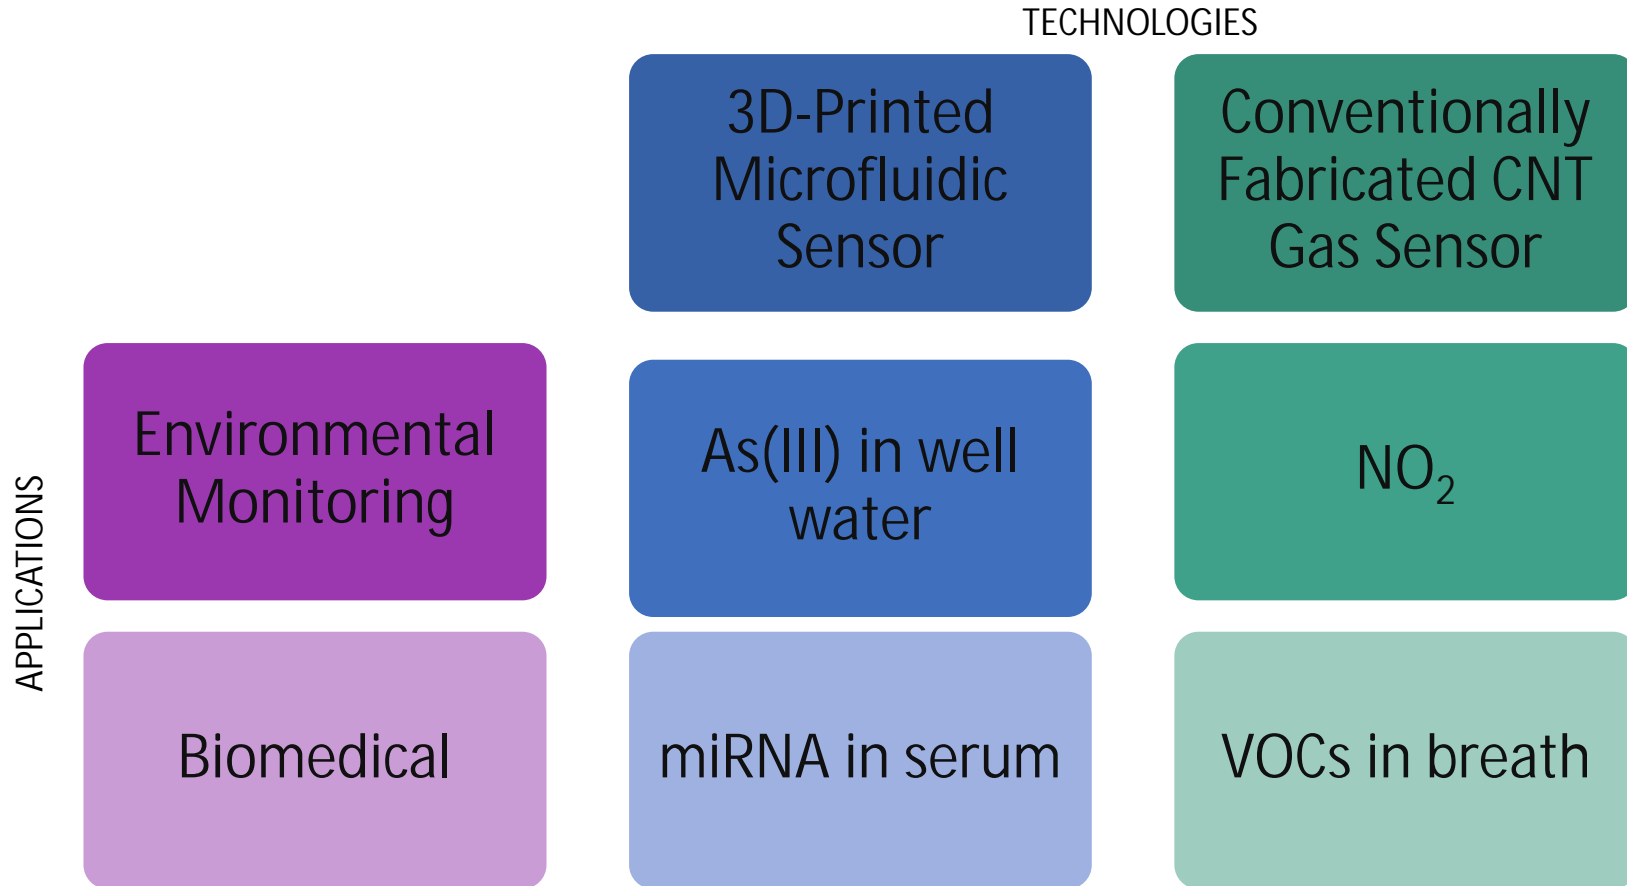 TECHNOLOGIES
3D-Printed
Microfluidic
Sensor
Conventionally
Fabricated CNT
Gas Sensor
APPLICATIONS
Environmental
Monitoring
As(III) in well
water
NO₂
Biomedical
miRNA in serum
VOCs in breath